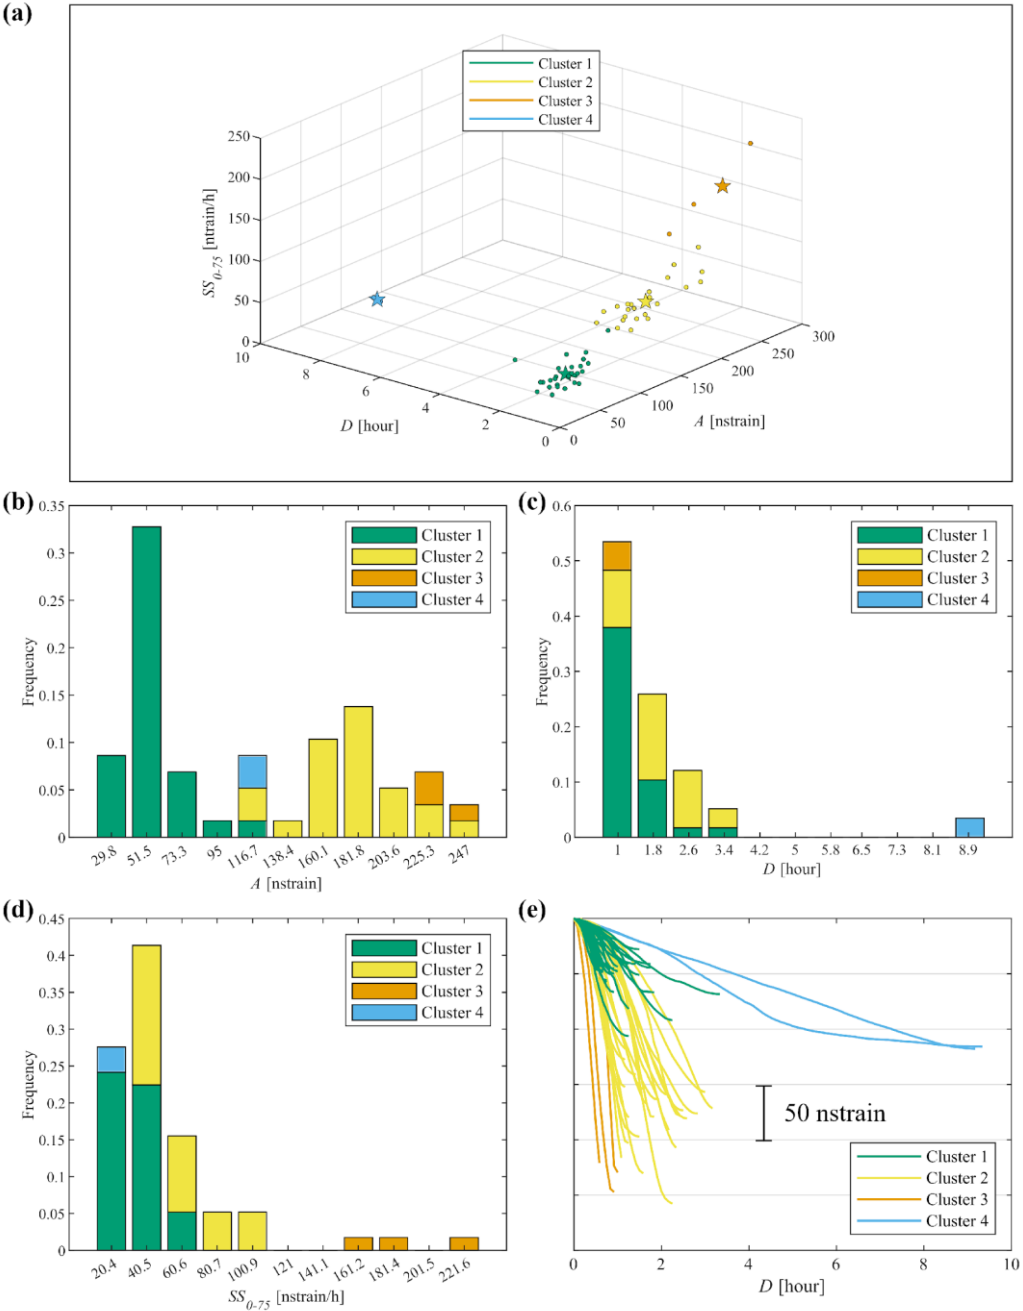 (a)
Cluster 1
Cluster 2
Cluster 3
Cluster 4
250
200
150
100
50
0
SS0-75 [ntrain/h]
10
8
6
4
2
0
D [hour]
0
50
100
150
200
250
300
A [nstrain]
(b)
0.35
0.3
0.25
0.2
0.15
0.1
0.05
0
Frequency
Cluster 1
Cluster 2
Cluster 3
Cluster 4
29.8 51.5 73.3 95 116.7 138.4 160.1 181.8 203.6 225.3 247
A [nstrain]
(c)
0.6
0.5
0.4
0.3
0.2
0.1
0
Frequency
Cluster 1
Cluster 2
Cluster 3
Cluster 4
1 1.8 2.6 3.4 4.2 5 5.8 6.5 7.3 8.1 8.9
D [hour]
(d)
0.45
0.4
0.35
0.3
0.25
0.2
0.15
0.1
0.05
0
Frequency
Cluster 1
Cluster 2
Cluster 3
Cluster 4
20.4 40.5 60.6 80.7 100.9 121 141.1 161.2 181.4 201.5 221.6
SS0-75 [nstrain/h]
(e)
50 nstrain
Cluster 1
Cluster 2
Cluster 3
Cluster 4
0 2 4 6 8 10
D [hour]